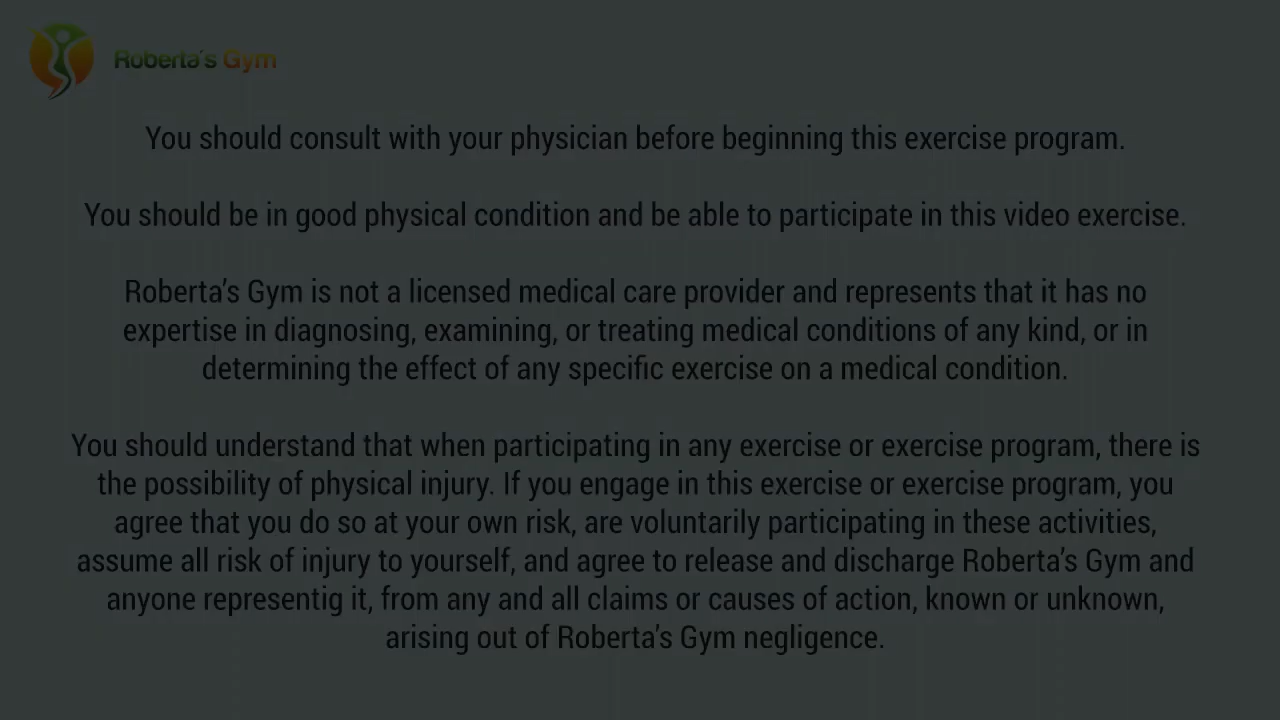 Roberta's Gym
You should consult with your physician before beginning this exercise program.
You should be in good physical condition and be able to participate in this video exercise.
Roberta's Gym is not a licensed medical care provider and represents that it has no
expertise in diagnosing, examining, or treating medical conditions of any kind, or in
determining the effect of any specific exercise on a medical condition.
You should understand that when participating in any exercise or exercise program, there is
the possibility of physical injury. If you engage in this exercise or exercise program, you
agree that you do so at your own risk, are voluntarily participating in these activities,
assume all risk of injury to yourself, and agree to release and discharge Roberta's Gym and
anyone representig it, from any and all claims or causes of action, known or unknown,
arising out of Roberta's Gym negligence.